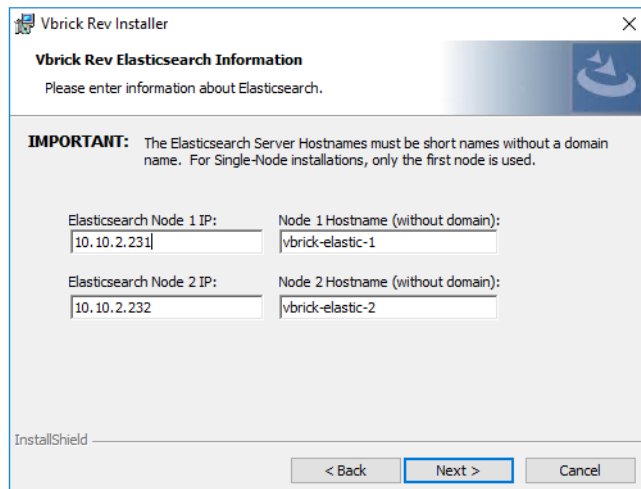 Vbrick Rev Installer
Vbrick Rev Elasticsearch Information
Please enter information about Elasticsearch.
IMPORTANT: The Elasticsearch Server Hostnames must be short names without a domain
name. For Single-Node installations, only the first node is used.
Elasticsearch Node 1 IP: Node 1 Hostname (without domain):
10.10.2.231 vbrick-elastic-1
Elasticsearch Node 2 IP: Node 2 Hostname (without domain):
10.10.2.232 vbrick-elastic-2
InstallShield
< Back Next > Cancel